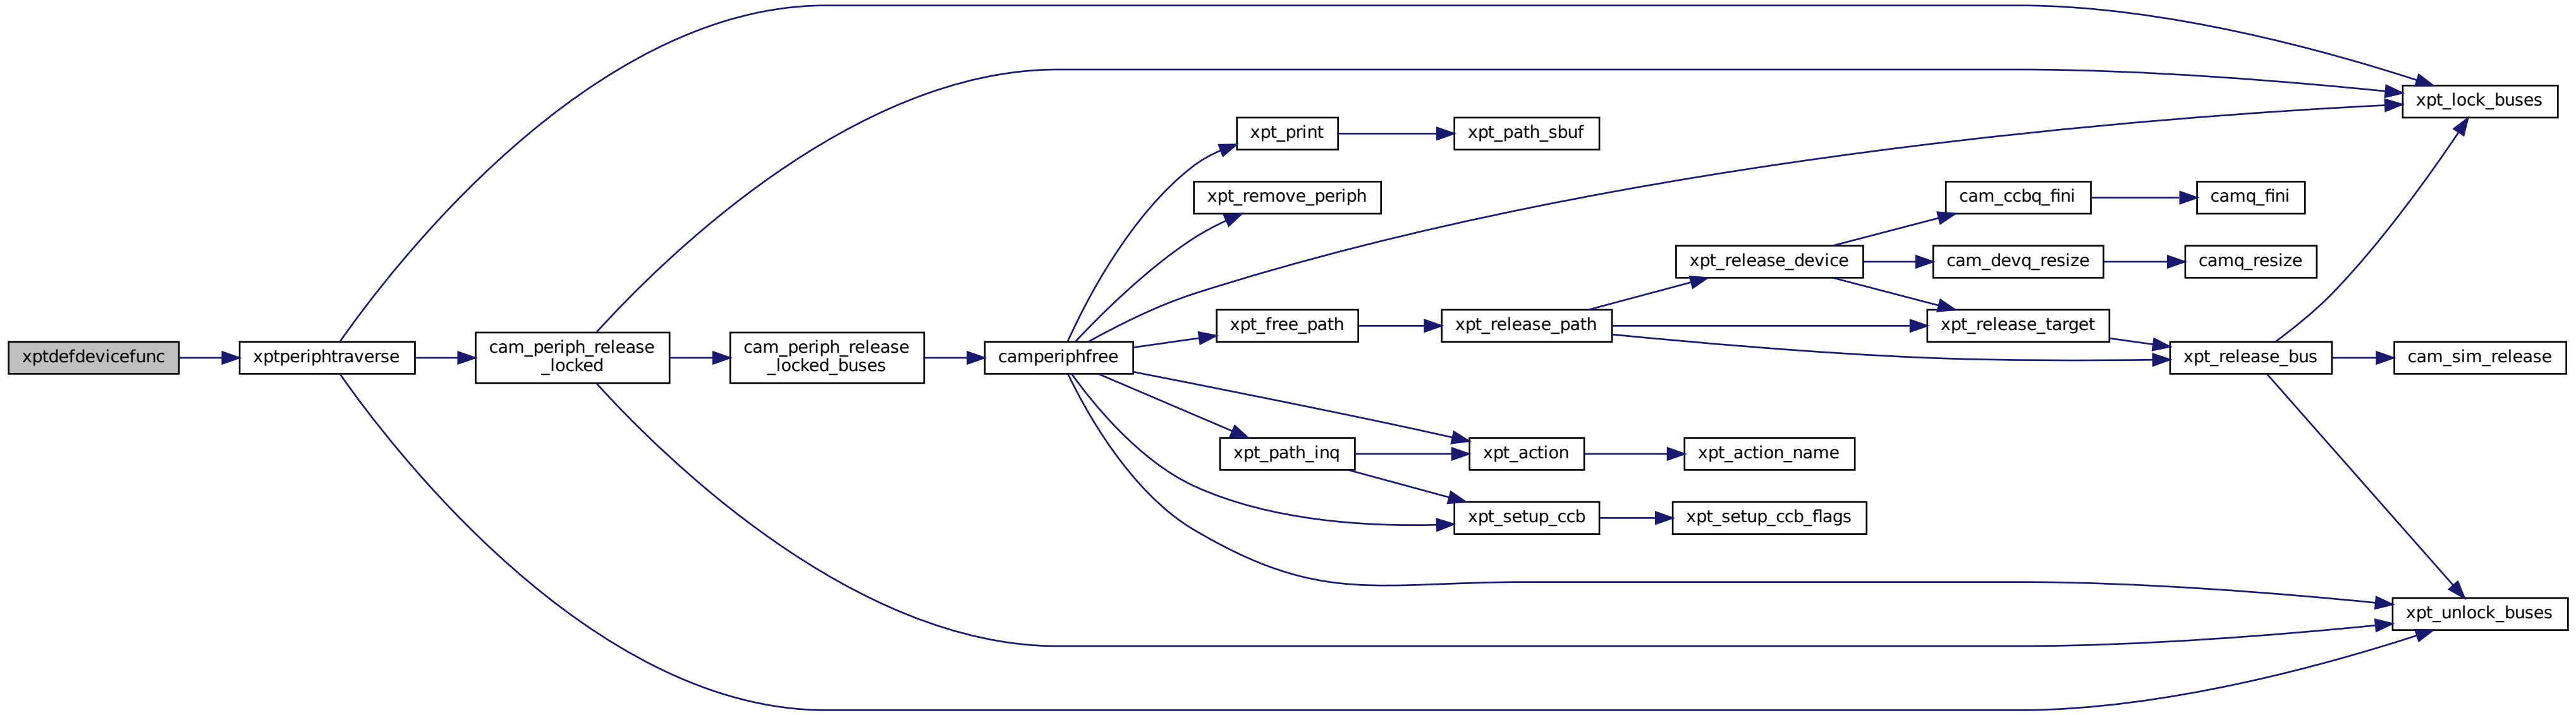 xptdefdevicefunc
xptperiphtraverse
cam_periph_release
_locked
cam_periph_release
_locked_buses
camperiphfree
xpt_print
xpt_remove_periph
xpt_free_path
xpt_path_inq
xpt_path_sbuf
xpt_release_path
xpt_action
xpt_setup_ccb
xpt_release_device
xpt_action_name
xpt_setup_ccb_flags
cam_ccbq_fini
cam_devq_resize
xpt_release_target
camq_fini
camq_resize
xpt_release_bus
xpt_lock_buses
cam_sim_release
xpt_unlock_buses